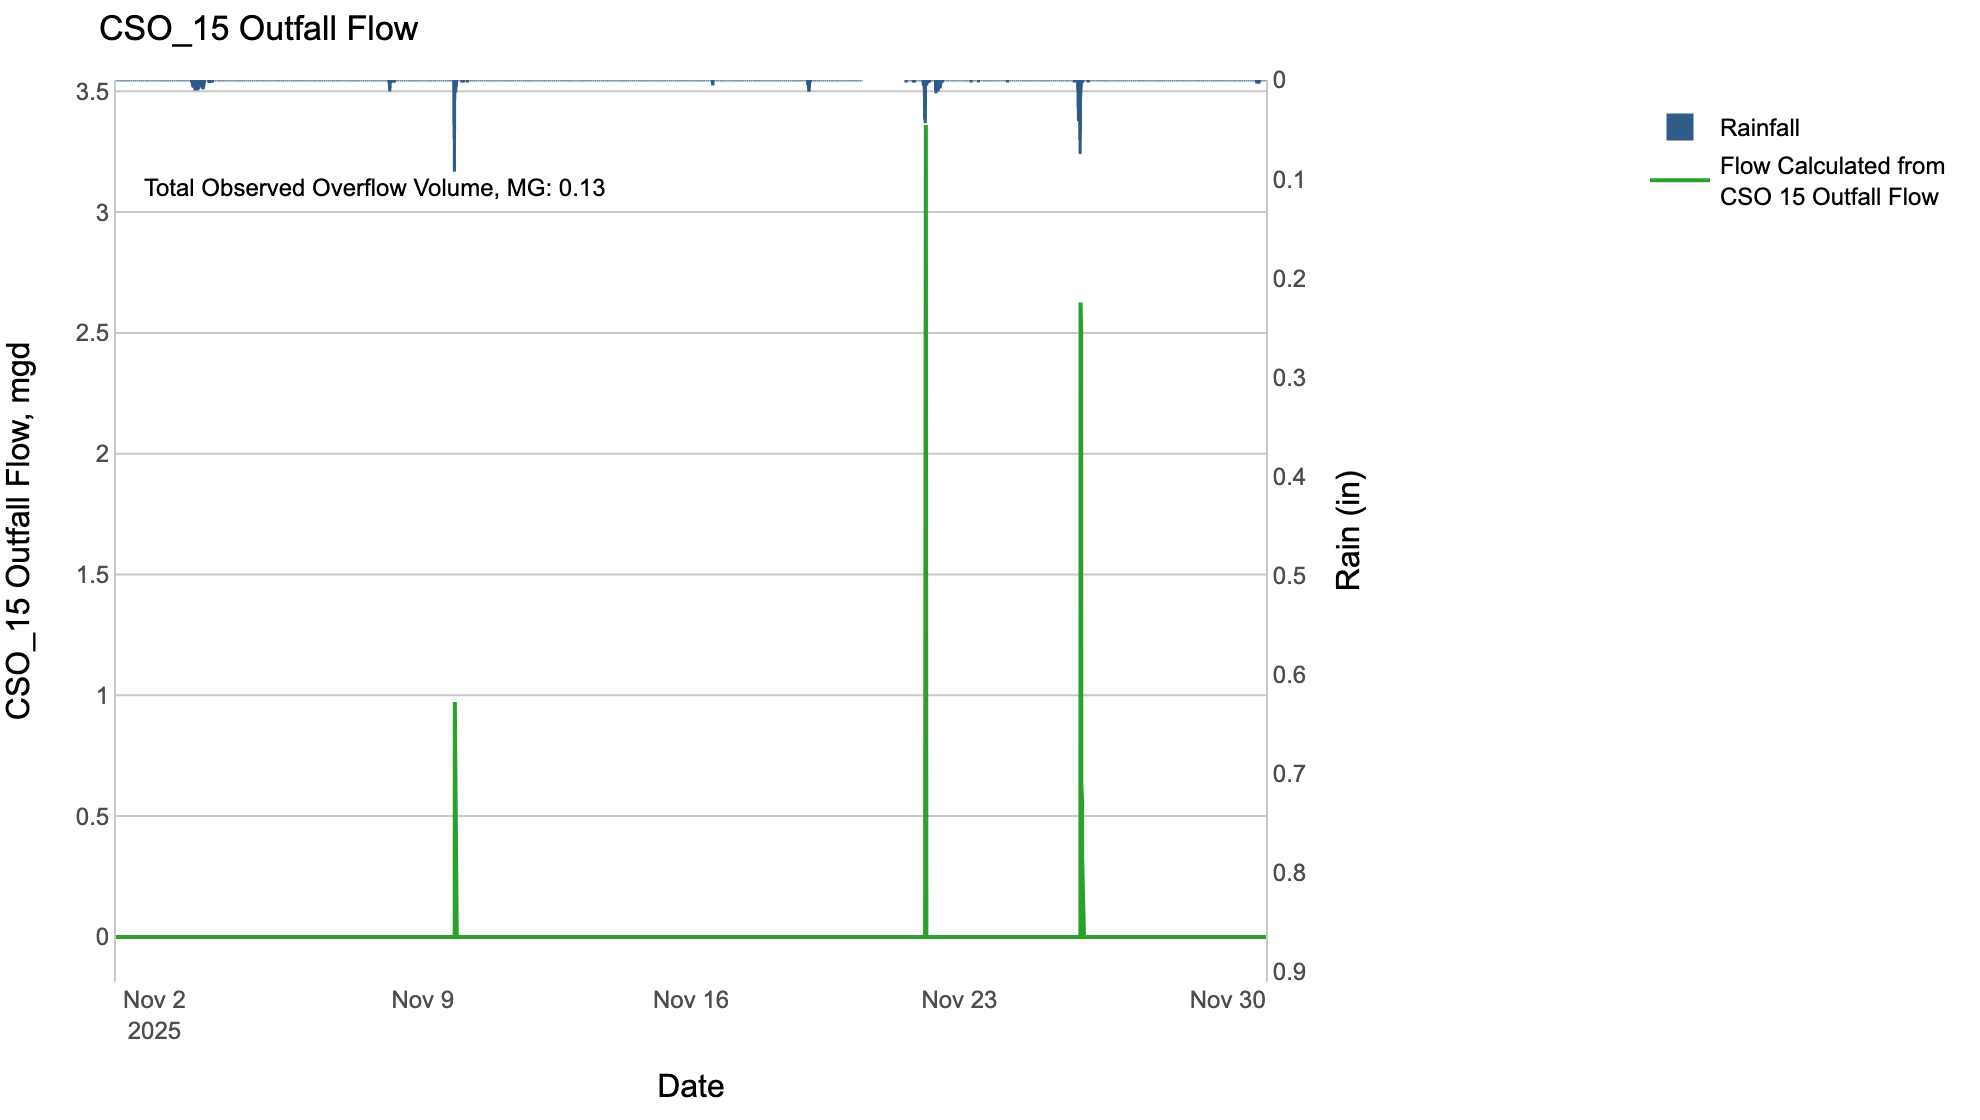 CSO_15 Outfall Flow
Total Observed Overflow Volume, MG: 0.13
CSO_15 Outfall Flow, mgd
3.5
3
2.5
2
1.5
1
0.5
0
0
0.1
0.2
0.3
0.4
0.5
0.6
0.7
0.8
0.9
Rain (in)
Nov 2
2025
Nov 9
Nov 16
Nov 23
Nov 30
Date
Rainfall
Flow Calculated from
CSO 15 Outfall Flow